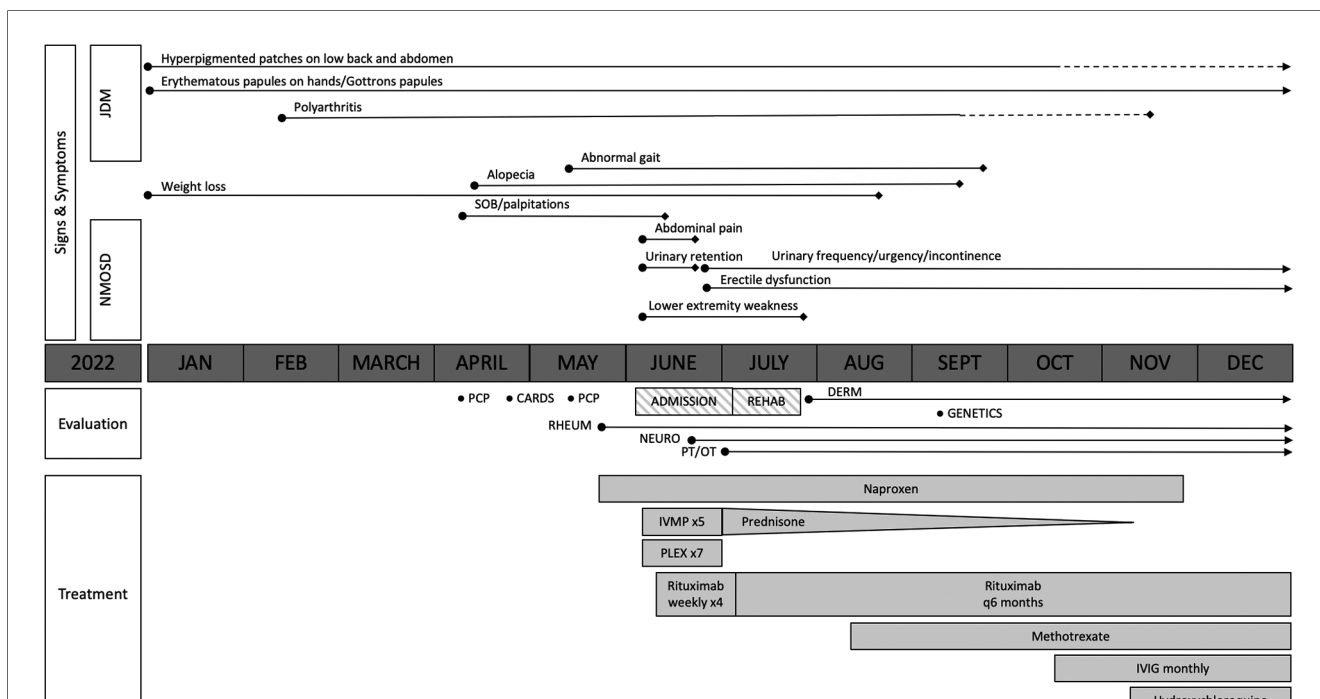 Signs & Symptoms
JDM
Hyperpigmented patches on low back and abdomen
Erythematous papules on hands/Gottrons papules
Polyarthritis
Abnormal gait
Alopecia
Weight loss
SOB/palpitations
NMOSD
Abdominal pain
Urinary retention
Urinary frequency/urgency/incontinence
Erectile dysfunction
Lower extremity weakness
2022 JAN FEB MARCH APRIL MAY JUNE JULY AUG SEPT OCT NOV DEC
Evaluation
PCP CARDS PCP
ADMISSION REHAB
DERM
GENETICS
RHEUM
NEURO
PT/OT
Treatment
Naproxen
IVMP x5
Prednisone
PLEX x7
Rituximab
weekly x4
Rituximab
q6 months
Methotrexate
IVIG monthly